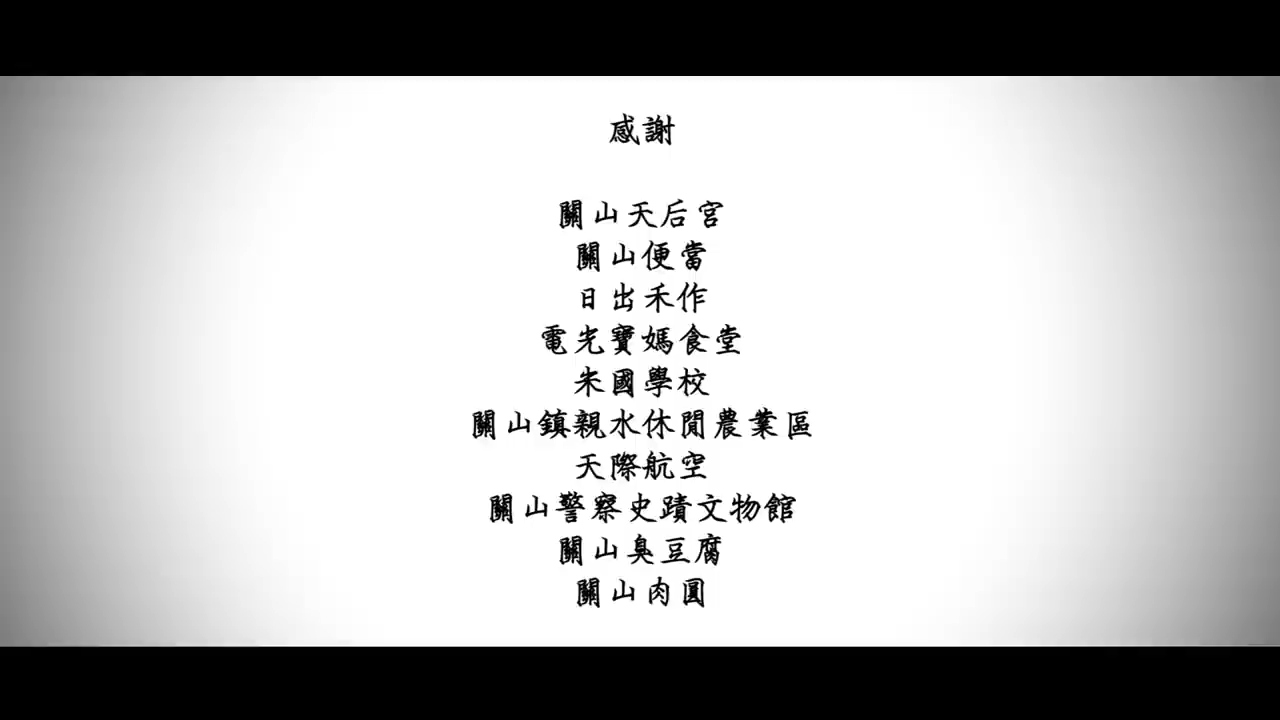 感謝
關山天后宮
關山便當
日出禾作
電光寶媽食堂
朱國學校
關山鎮親水休閒農業區
天際航空
關山警察史蹟文物館
關山臭豆腐
關山肉圓